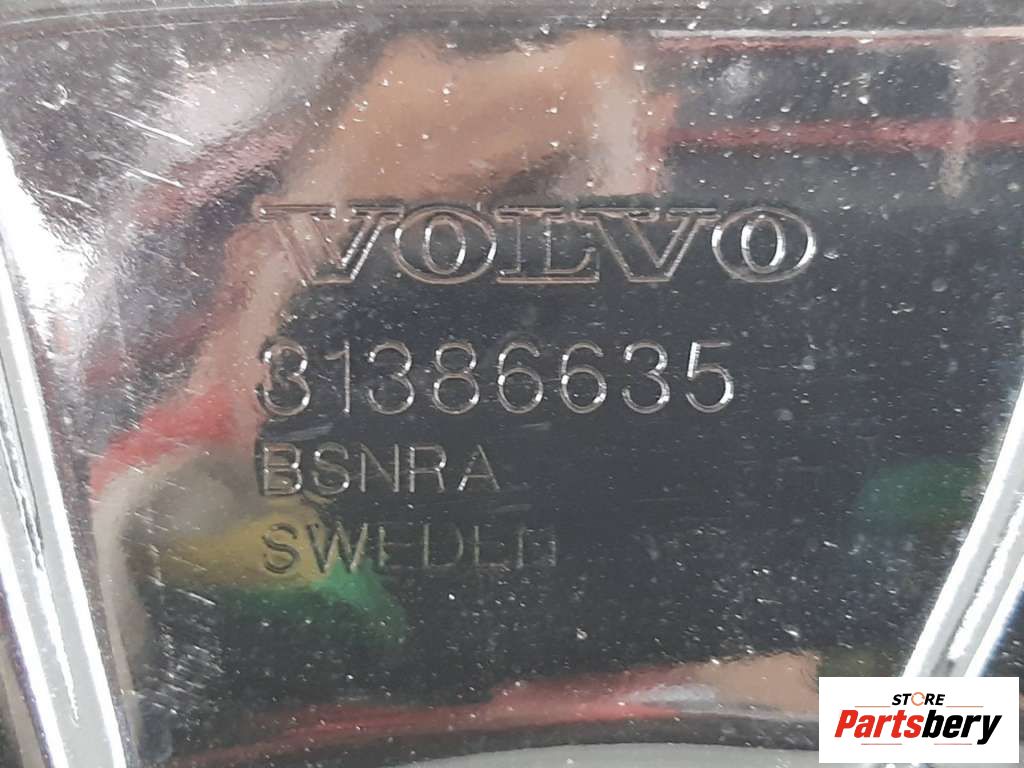 VOLVO
31386635
BSNRA
SWEDEN
STORE
Partsbery